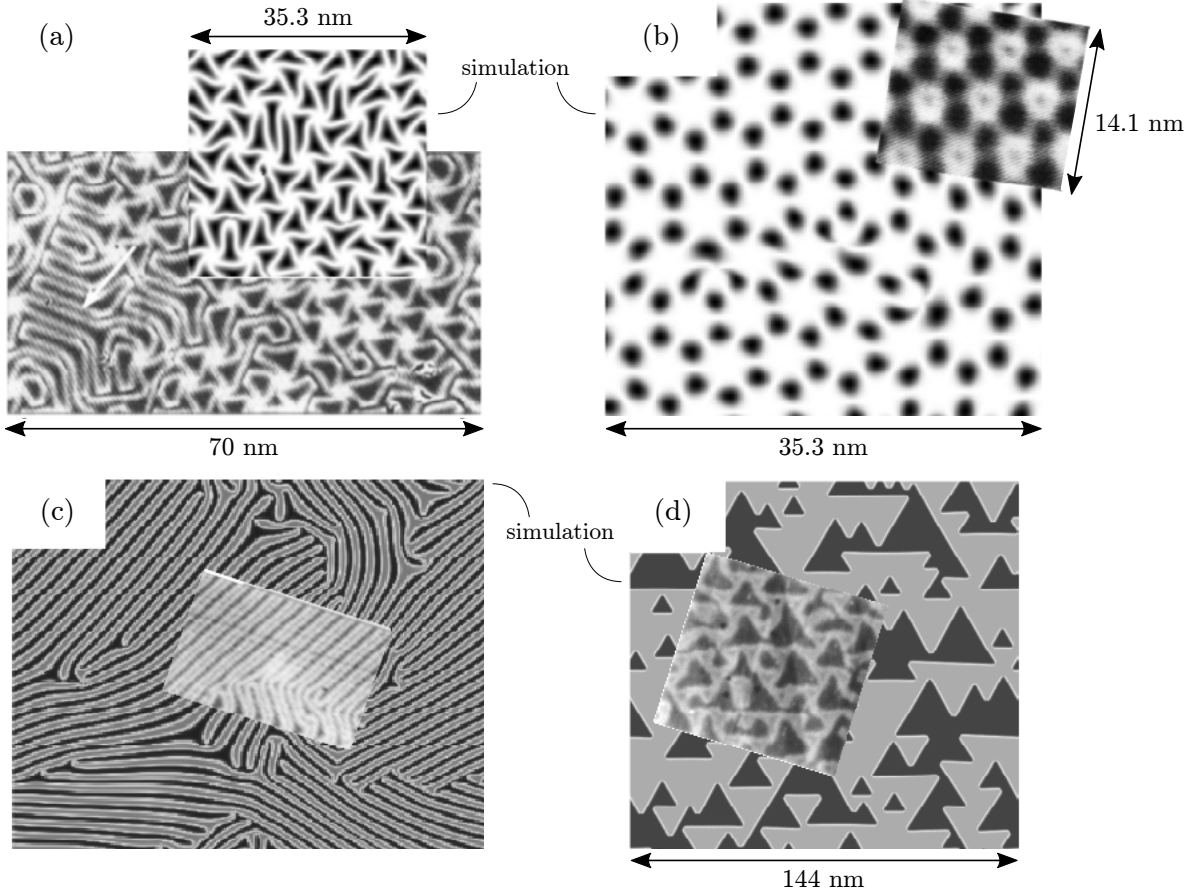 (a)
35.3 nm
simulation
(b)
14.1 nm
70 nm
35.3 nm
(c)
simulation
(d)
144 nm